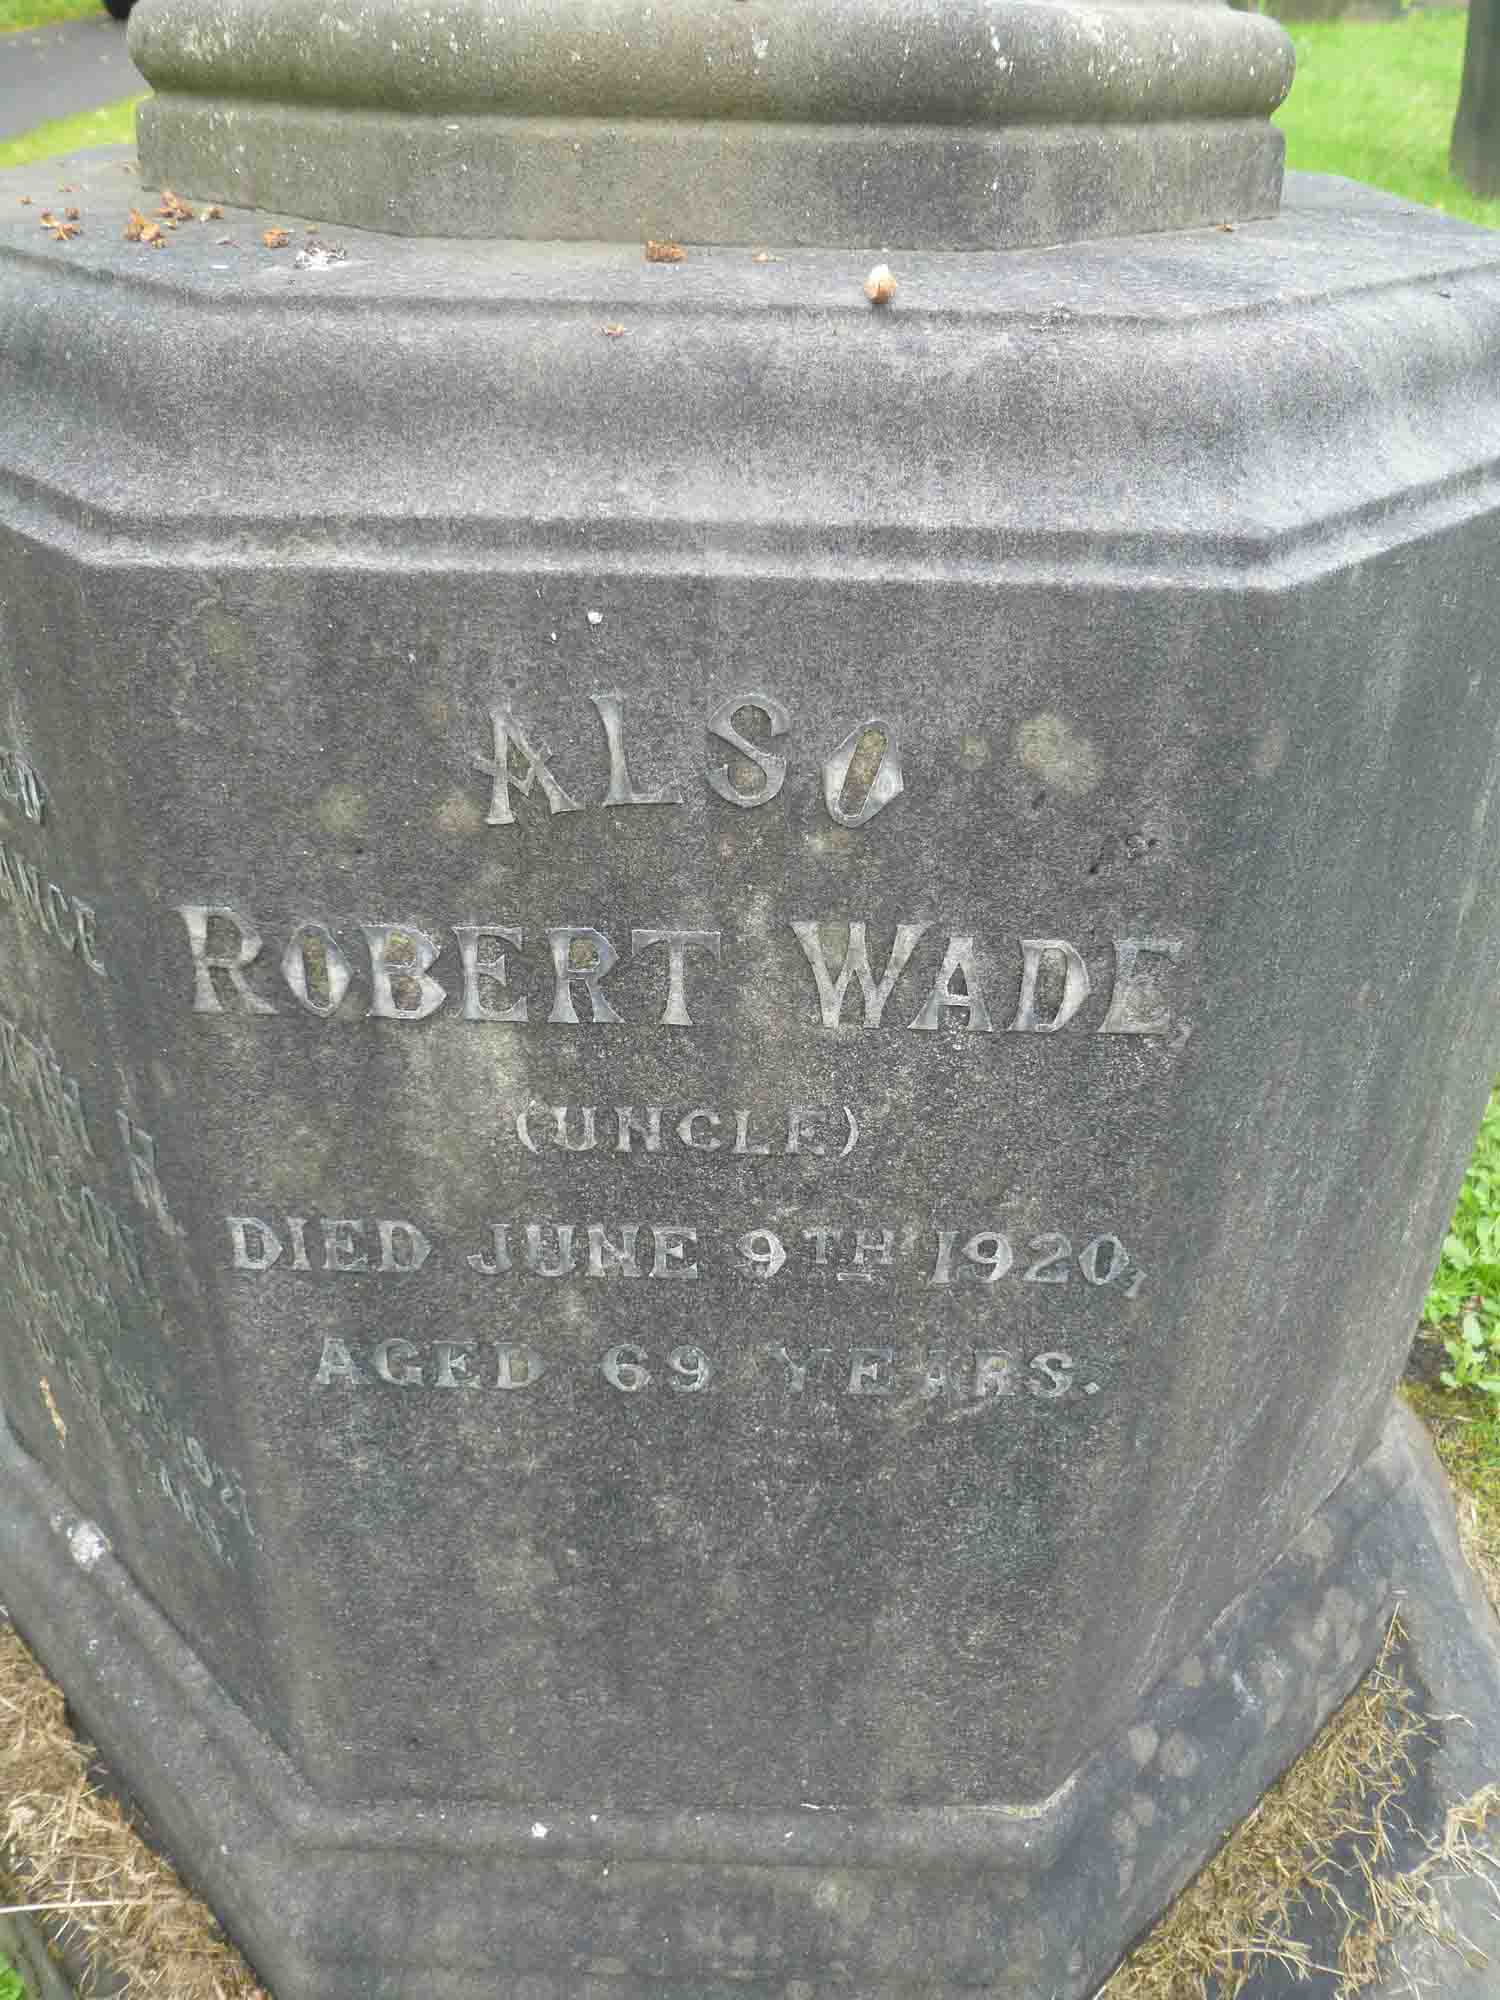 ALSO
ROBERT WADE,
(UNCLE)
DIED JUNE 9TH 1920,
AGED 69 YEARS.